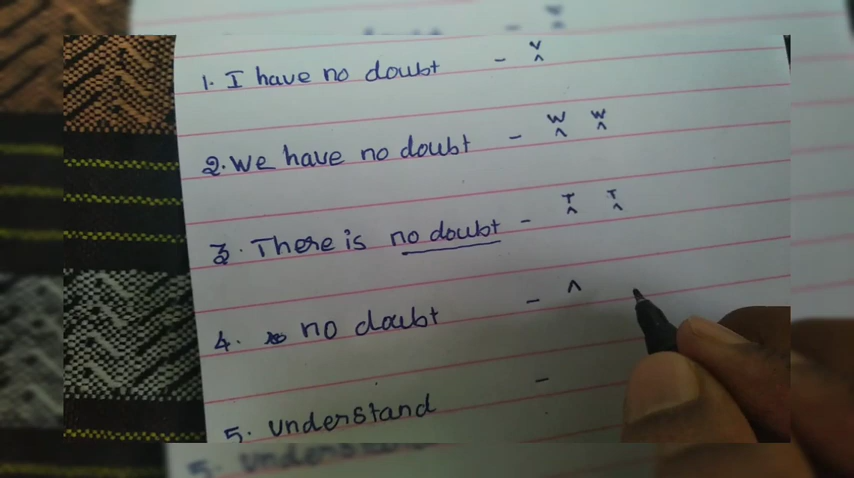 1. I have no doubt - V ^
2. We have no doubt - W ^ W ^
3. There is no doubt - T ^ T ^
4. no doubt - ^
5. understand -